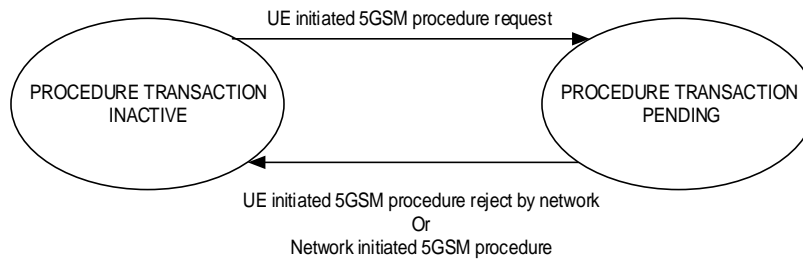 UE initiated 5GSM procedure request
PROCEDURE TRANSACTION
INACTIVE
PROCEDURE TRANSACTION
PENDING
UE initiated 5GSM procedure reject by network
Or
Network initiated 5GSM procedure